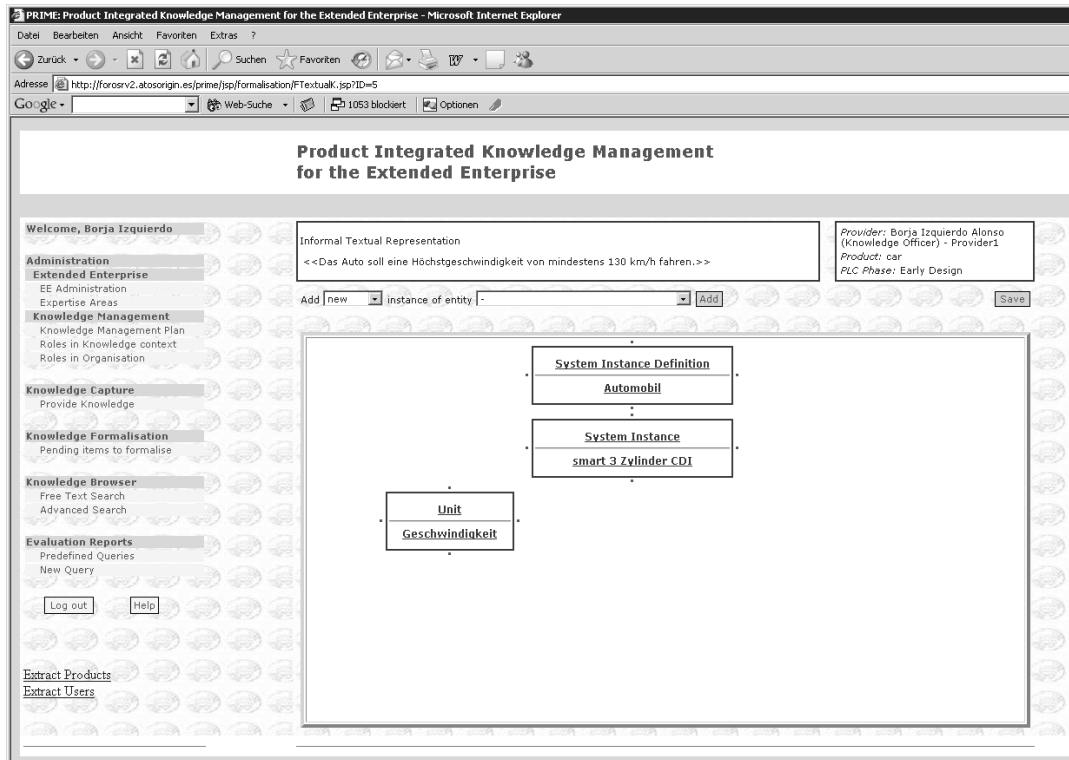 PRIME: Product Integrated Knowledge Management for the Extended Enterprise - Microsoft Internet Explorer
Datei Bearbeiten Ansicht Favoriten Extras ?
Zurück Suchen Favoriten
Adresse http://forosrv2.atosorigin.es/prime/jsp/formalisation/FTextualK.jsp?ID=5
Google Web-Suche 1053 blockiert Optionen
Product Integrated Knowledge Management
for the Extended Enterprise
Welcome, Borja Izquierdo
Administration
Extended Enterprise
EE Administration
Expertise Areas
Knowledge Management
Knowledge Management Plan
Roles in Knowledge context
Roles in Organisation
Knowledge Capture
Provide Knowledge
Knowledge Formalisation
Pending items to formalise
Knowledge Browser
Free Text Search
Advanced Search
Evaluation Reports
Predefined Queries
New Query
Log out Help
Extract Products
Extract Users
Informal Textual Representation
<<Das Auto soll eine Höchstgeschwindigkeit von mindestens 130 km/h fahren.>>
Provider: Borja Izquierdo Alonso
(Knowledge Officer) - Provider1
Product: car
PLC Phase: Early Design
Add new instance of entity - Add Save
System Instance Definition
Automobil
System Instance
smart 3 Zylinder CDI
Unit
Geschwindigkeit